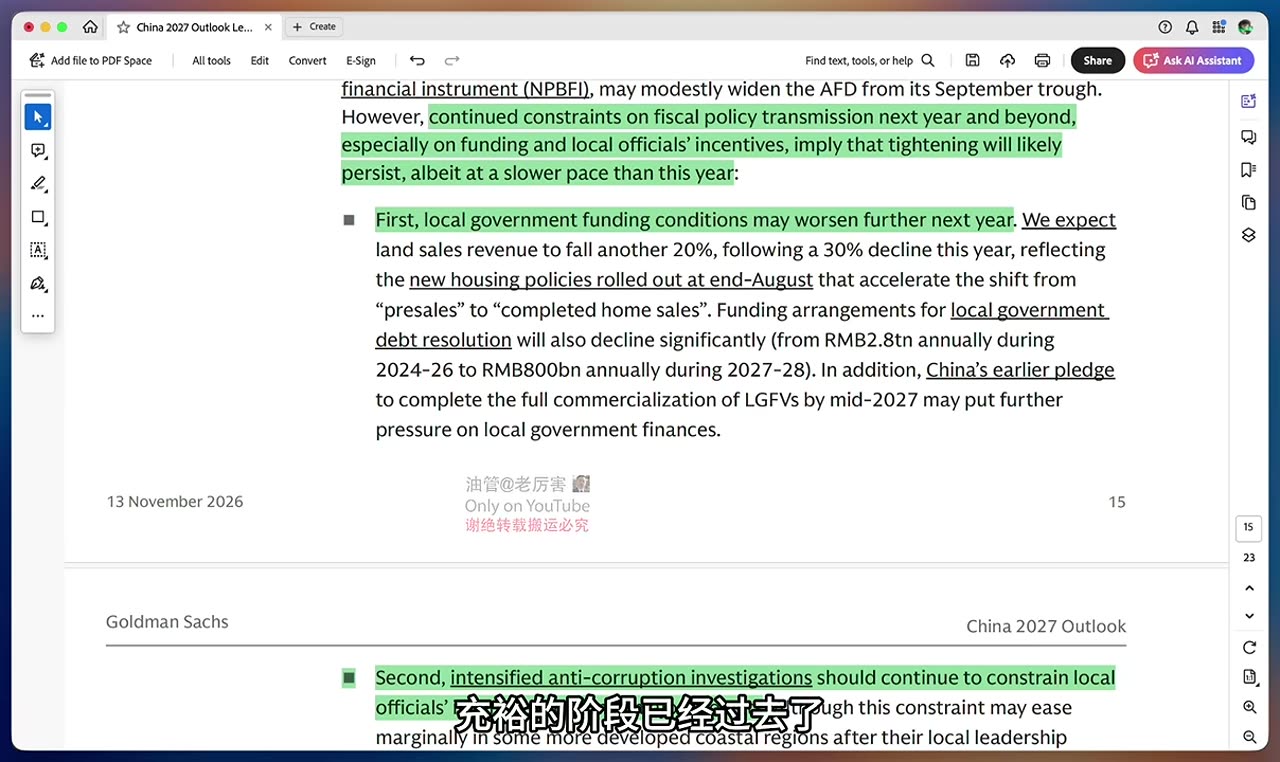 China 2027 Outlook Le...
Create
Add file to PDF Space
All tools
Edit
Convert
E-Sign
Find text, tools, or help
Share
Ask AI Assistant
financial instrument (NPBFI), may modestly widen the AFD from its September trough.
However, continued constraints on fiscal policy transmission next year and beyond,
especially on funding and local officials' incentives, imply that tightening will likely
persist, albeit at a slower pace than this year:
First, local government funding conditions may worsen further next year. We expect
land sales revenue to fall another 20%, following a 30% decline this year, reflecting
the new housing policies rolled out at end-August that accelerate the shift from
“presales” to “completed home sales”. Funding arrangements for local government
debt resolution will also decline significantly (from RMB2.8tn annually during
2024-26 to RMB800bn annually during 2027-28). In addition, China’s earlier pledge
to complete the full commercialization of LGFVs by mid-2027 may put further
pressure on local government finances.
油管@老厉害
Only on YouTube
谢绝转载搬运必究
13 November 2026
15
15
23
Goldman Sachs
China 2027 Outlook
Second, intensified anti-corruption investigations should continue to constrain local
officials’
ugh this constraint may ease
充裕的阶段已经过去了
marginally in some more developed coastal regions after their local leadership